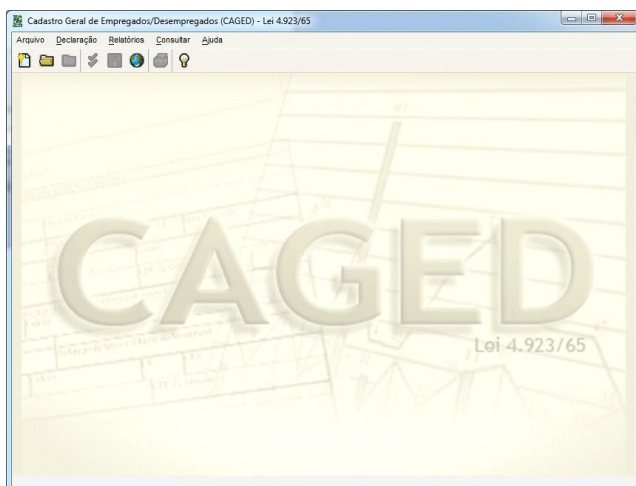 Cadastro Geral de Empregados/Desempregados (CAGED) - Lei 4.923/65
Arquivo Declaração Relatórios Consultar Ajuda
CAGED
Lei 4.923/65